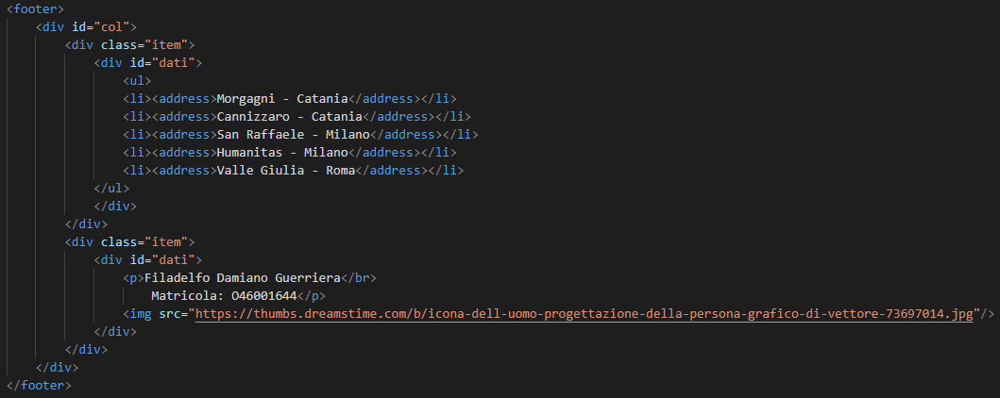 <footer>
<div id="col">
<div class="item">
<div id="dati">
<ul>
<li><address>Morgagni - Catania</address></li>
<li><address>Cannizzaro - Catania</address></li>
<li><address>San Raffaele - Milano</address></li>
<li><address>Humanitas - Milano</address></li>
<li><address>Valle Giulia - Roma</address></li>
</ul>
</div>
</div>
<div class="item">
<div id="dati">
<p>Filadelfo Damiano Guerriera</br>
Matricola: O46001644</p>
<img src="https://thumbs.dreamstime.com/b/icona-dell-uomo-progettazione-della-persona-grafico-di-vettore-73697014.jpg"/>
</div>
</div>
</div>
</footer>